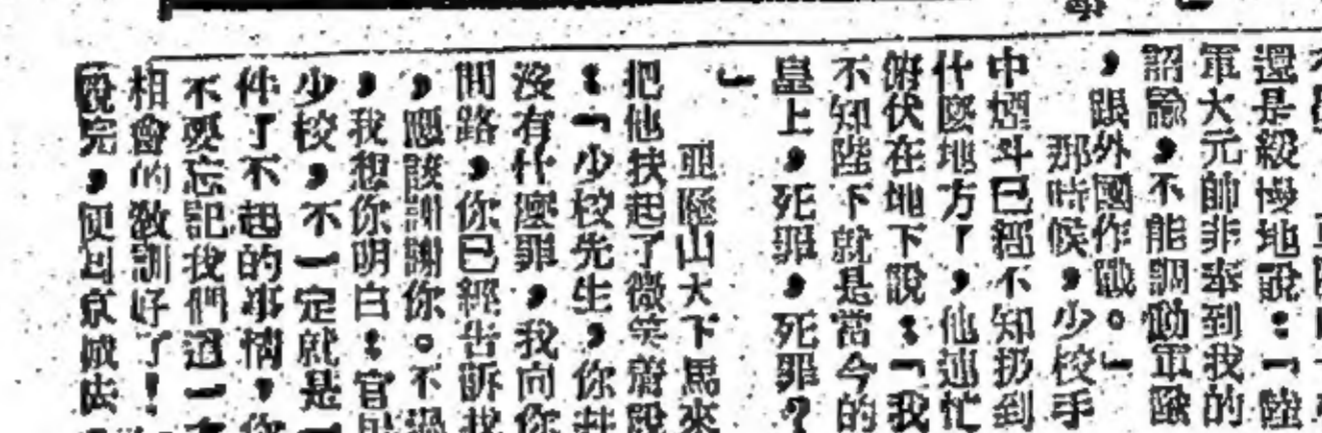 還是緩慢地說：「陸
軍大元帥非奉到我的
詔諭，不能調動軍隊
，跟外國作戰。」
那時候，少校手
中煙斗已經不知扔到
什麼地方了，他連忙
俯伏在地下說：「我
不知陛下就是當今的
皇上，死罪，死罪？
」
亞歷山大下馬來
把他扶起了微笑着說
：「少校先生，你並
沒有什麼罪，我向你
問路，你已經告訴我
，應該謝謝你。不過
，我想你明白：官
少校，不一定就是一
件了不起的事情，你
不要忘記我們這一次
相會的教訓好了！
說完，便回京城去